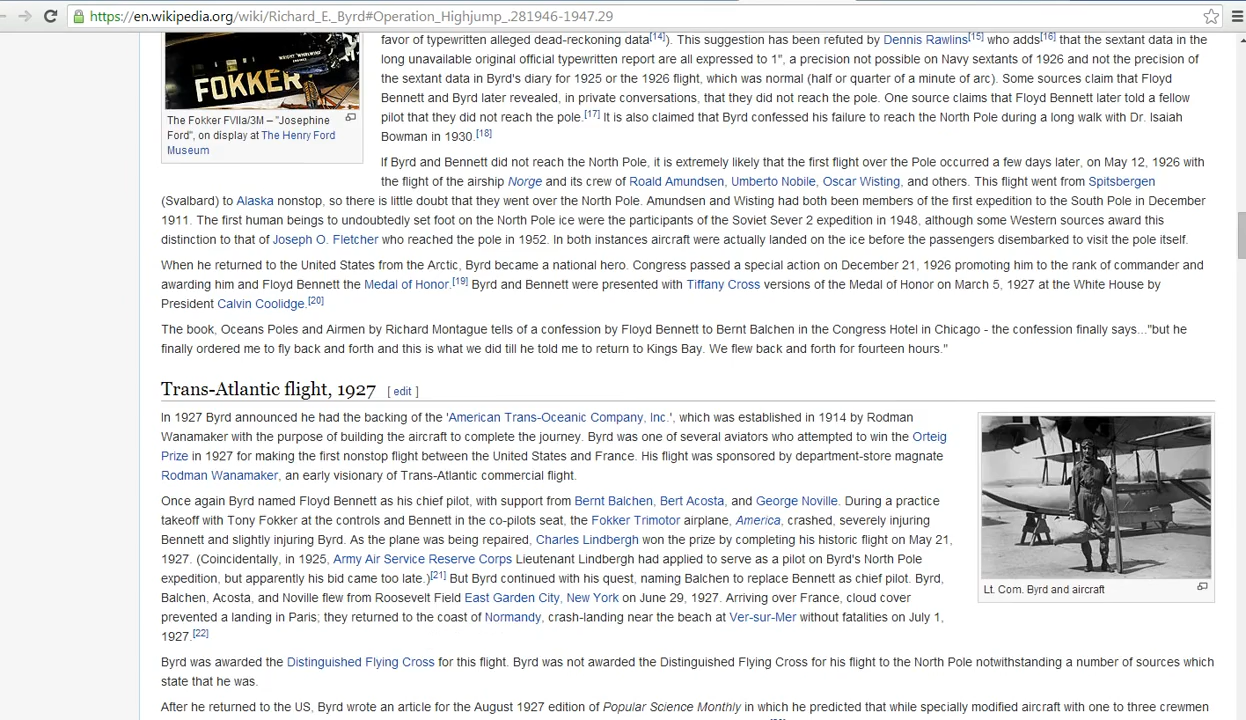 https://en.wikipedia.org/wiki/Richard_E._Byrd#Operation_Highjump_.281946-1947.29
FOKKER
The Fokker FVIIa/3M – "Josephine
Ford", on display at The Henry Ford
Museum
favor of typewritten alleged dead-reckoning data[14]). This suggestion has been refuted by Dennis Rawlins[15] who adds[16] that the sextant data in the
long unavailable original official typewritten report are all expressed to 1", a precision not possible on Navy sextants of 1926 and not the precision of
the sextant data in Byrd's diary for 1925 or the 1926 flight, which was normal (half or quarter of a minute of arc). Some sources claim that Floyd
Bennett and Byrd later revealed, in private conversations, that they did not reach the pole. One source claims that Floyd Bennett later told a fellow
pilot that they did not reach the pole.[17] It is also claimed that Byrd confessed his failure to reach the North Pole during a long walk with Dr. Isaiah
Bowman in 1930.[18]
If Byrd and Bennett did not reach the North Pole, it is extremely likely that the first flight over the Pole occurred a few days later, on May 12, 1926 with
the flight of the airship Norge and its crew of Roald Amundsen, Umberto Nobile, Oscar Wisting, and others. This flight went from Spitsbergen
(Svalbard) to Alaska nonstop, so there is little doubt that they went over the North Pole. Amundsen and Wisting had both been members of the first expedition to the South Pole in December
1911. The first human beings to undoubtedly set foot on the North Pole ice were the participants of the Soviet Sever 2 expedition in 1948, although some Western sources award this
distinction to that of Joseph O. Fletcher who reached the pole in 1952. In both instances aircraft were actually landed on the ice before the passengers disembarked to visit the pole itself.
When he returned to the United States from the Arctic, Byrd became a national hero. Congress passed a special action on December 21, 1926 promoting him to the rank of commander and
awarding him and Floyd Bennett the Medal of Honor.[19] Byrd and Bennett were presented with Tiffany Cross versions of the Medal of Honor on March 5, 1927 at the White House by
President Calvin Coolidge.[20]
The book, Oceans Poles and Airmen by Richard Montague tells of a confession by Floyd Bennett to Bernt Balchen in the Congress Hotel in Chicago - the confession finally says..."but he
finally ordered me to fly back and forth and this is what we did till he told me to return to Kings Bay. We flew back and forth for fourteen hours."
Trans-Atlantic flight, 1927 [ edit ]
In 1927 Byrd announced he had the backing of the 'American Trans-Oceanic Company, Inc.', which was established in 1914 by Rodman
Wanamaker with the purpose of building the aircraft to complete the journey. Byrd was one of several aviators who attempted to win the Orteig
Prize in 1927 for making the first nonstop flight between the United States and France. His flight was sponsored by department-store magnate
Rodman Wanamaker, an early visionary of Trans-Atlantic commercial flight.
Once again Byrd named Floyd Bennett as his chief pilot, with support from Bernt Balchen, Bert Acosta, and George Noville. During a practice
takeoff with Tony Fokker at the controls and Bennett in the co-pilots seat, the Fokker Trimotor airplane, America, crashed, severely injuring
Bennett and slightly injuring Byrd. As the plane was being repaired, Charles Lindbergh won the prize by completing his historic flight on May 21,
1927. (Coincidentally, in 1925, Army Air Service Reserve Corps Lieutenant Lindbergh had applied to serve as a pilot on Byrd's North Pole
expedition, but apparently his bid came too late.)[21] But Byrd continued with his quest, naming Balchen to replace Bennett as chief pilot. Byrd,
Balchen, Acosta, and Noville flew from Roosevelt Field East Garden City, New York on June 29, 1927. Arriving over France, cloud cover
prevented a landing in Paris; they returned to the coast of Normandy, crash-landing near the beach at Ver-sur-Mer without fatalities on July 1,
1927.[22]
Lt. Com. Byrd and aircraft
Byrd was awarded the Distinguished Flying Cross for this flight. Byrd was not awarded the Distinguished Flying Cross for his flight to the North Pole notwithstanding a number of sources which
state that he was.
After he returned to the US, Byrd wrote an article for the August 1927 edition of Popular Science Monthly in which he predicted that while specially modified aircraft with one to three crewmen